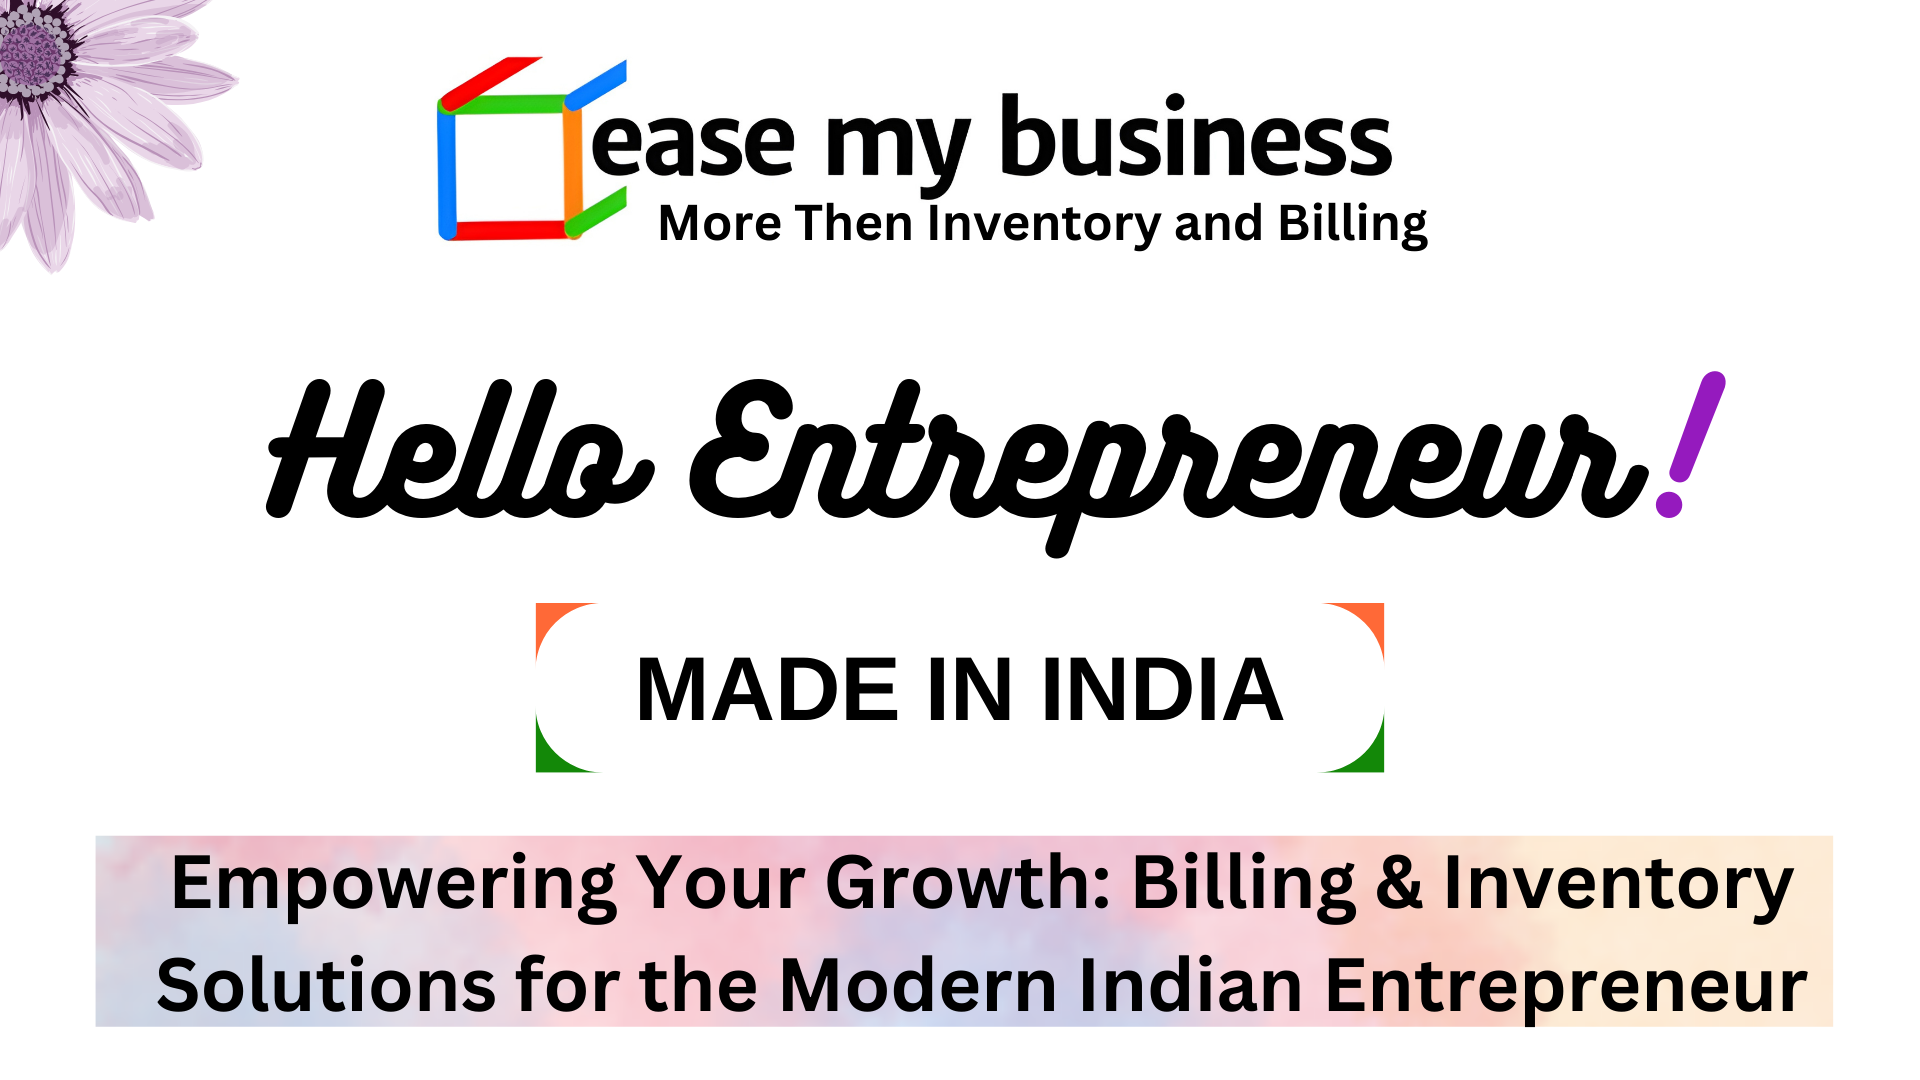 ease my business
More Then Inventory and Billing
Hello Entrepreneur!
MADE IN INDIA
Empowering Your Growth: Billing & Inventory
Solutions for the Modern Indian Entrepreneur